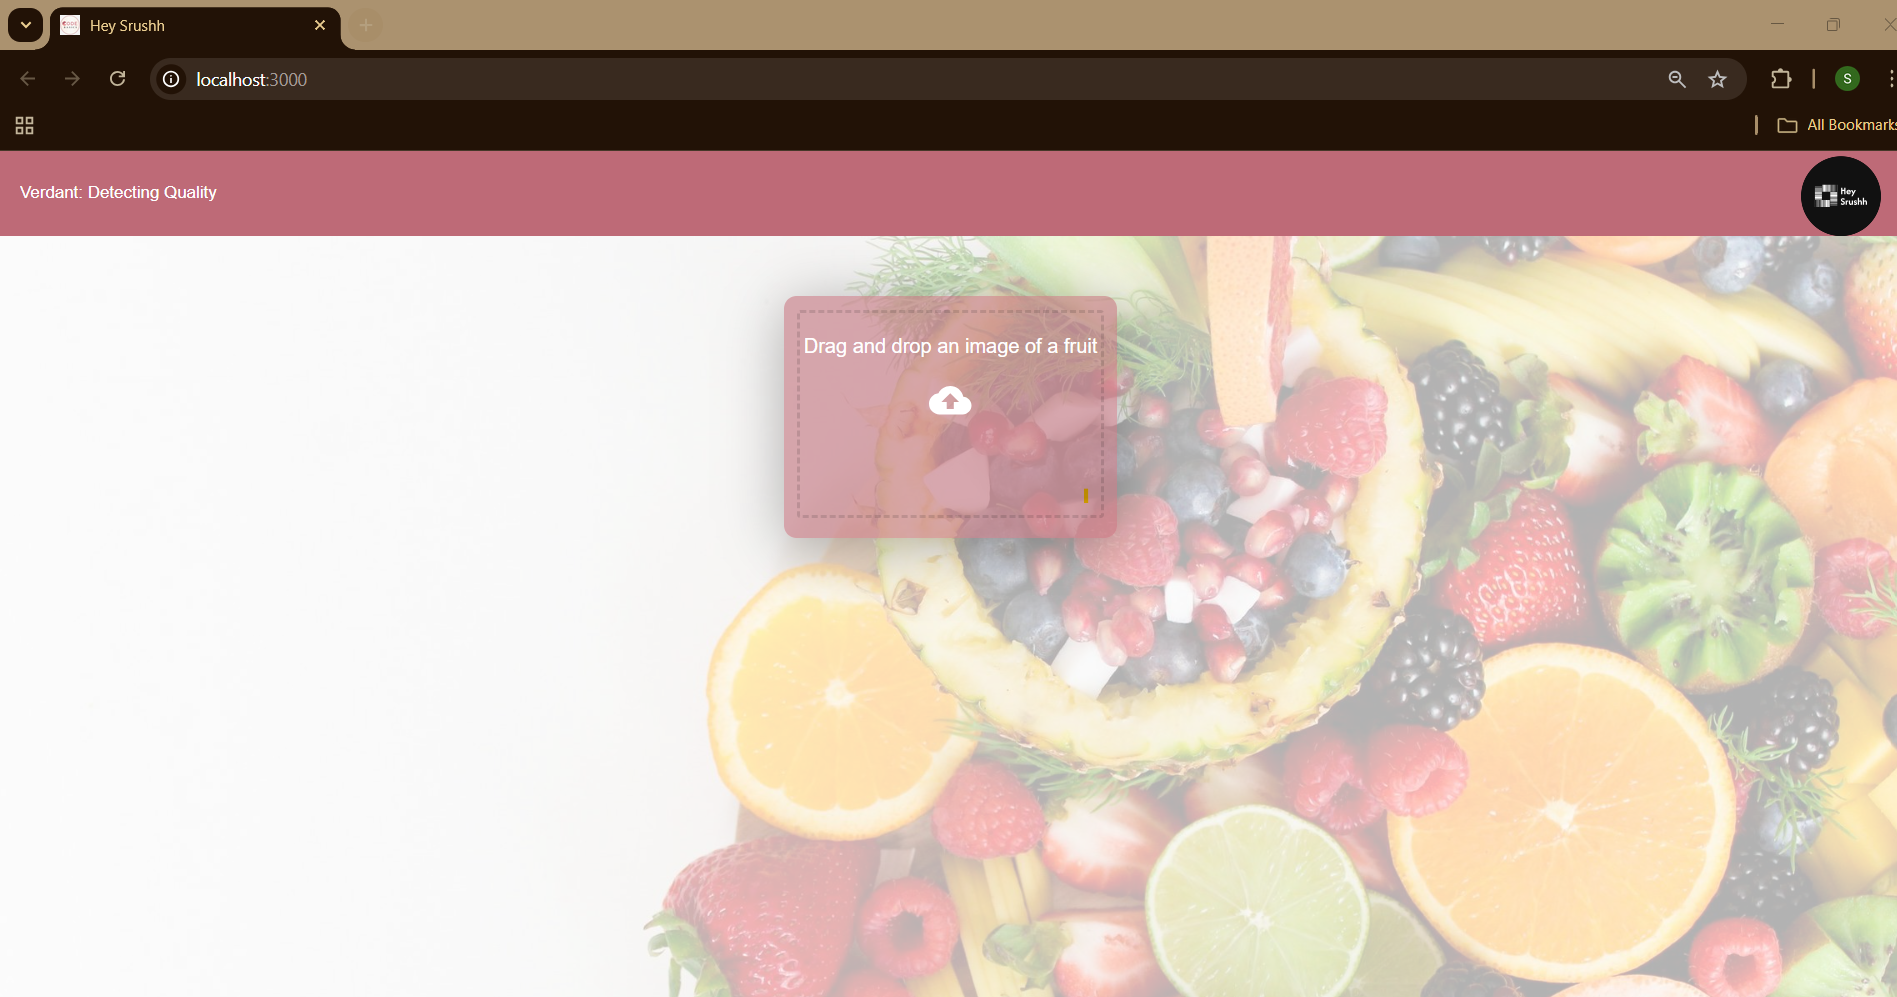 Hey Srushh
localhost:3000
S
All Bookmarks
Verdant: Detecting Quality
Hey
Srushh
Drag and drop an image of a fruit